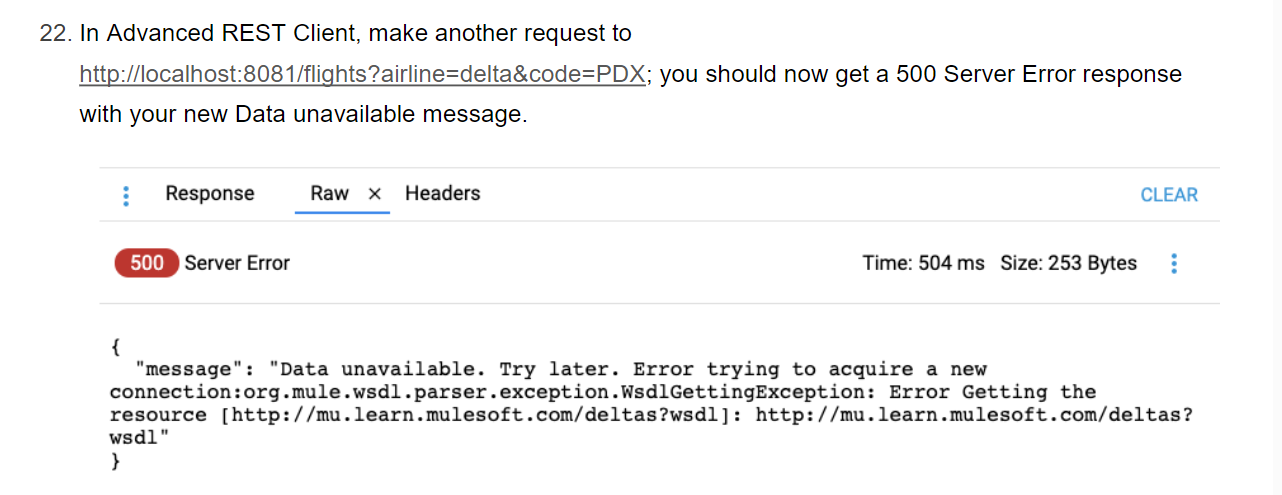 22. In Advanced REST Client, make another request to
http://localhost:8081/flights?airline=delta&code=PDX; you should now get a 500 Server Error response
with your new Data unavailable message.
Response Raw × Headers CLEAR
500 Server Error Time: 504 ms Size: 253 Bytes
{
"message": "Data unavailable. Try later. Error trying to acquire a new
connection:org.mule.wsdl.parser.exception.WsdlGettingException: Error Getting the
resource [http://mu.learn.mulesoft.com/deltas?wsdl]: http://mu.learn.mulesoft.com/deltas?
wsdl"
}